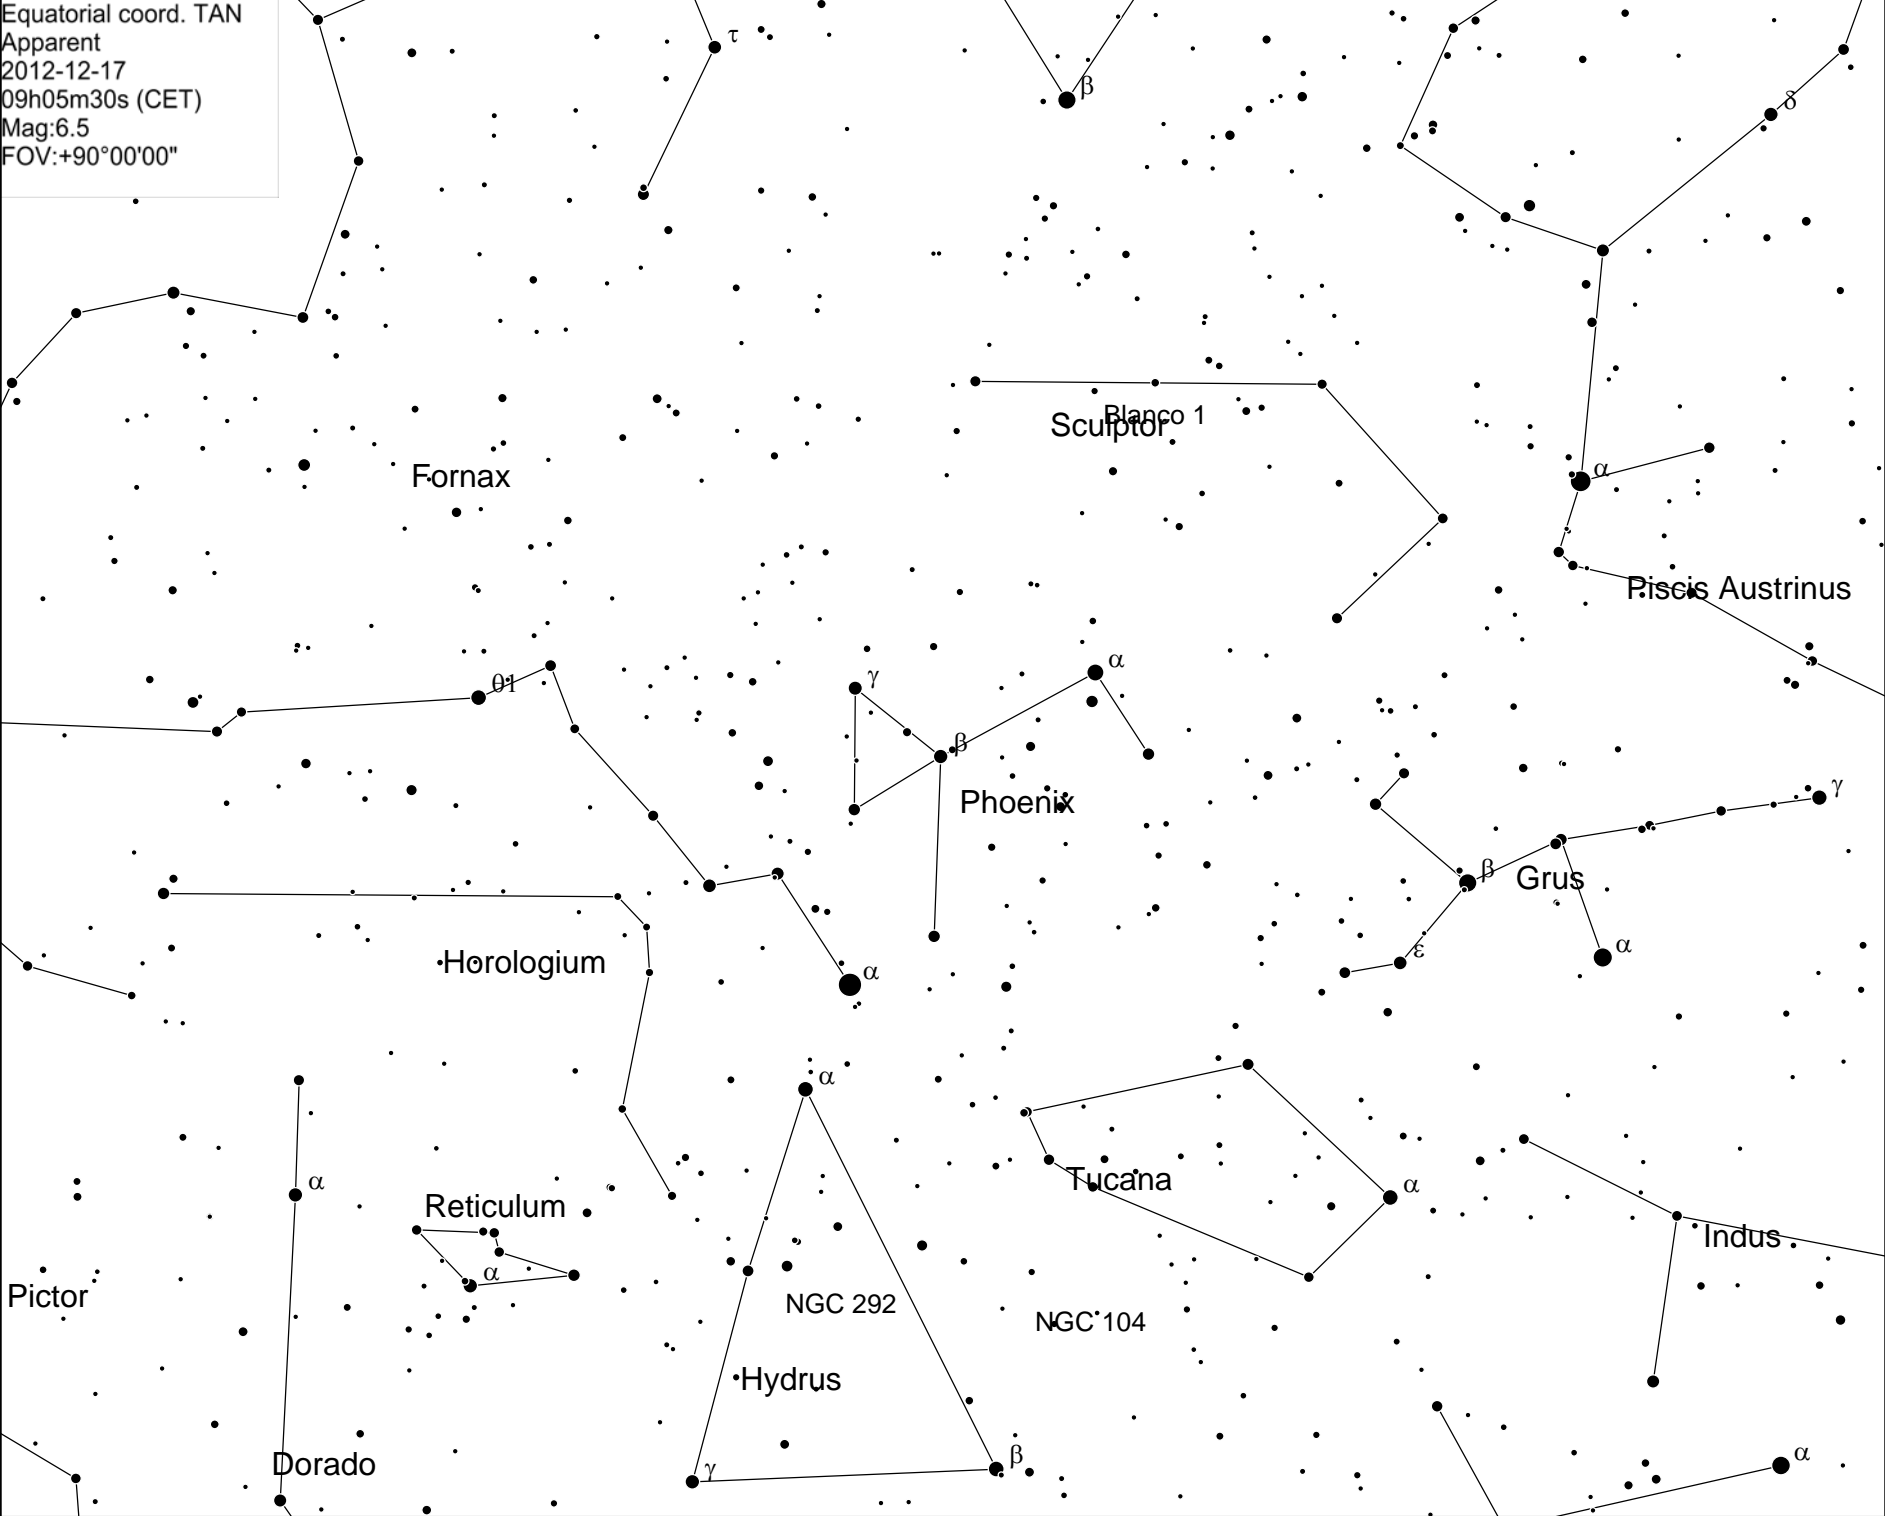 Equatorial coord. TAN
Apparent
2012-12-17
09h05m30s (CET)
Mag:6.5
FOV:+90°00'00"
τ
β
δ
Blanco 1
Sculptor
α
Fornax
Piscis Austrinus
θ1
γ
α
β
Phoenix
γ
β
Grus
ε
α
Horologium
α
α
Tucana
α
α
Reticulum
α
Indus
Pictor
NGC 292
NGC 104
Hydrus
Dorado
γ
β
α